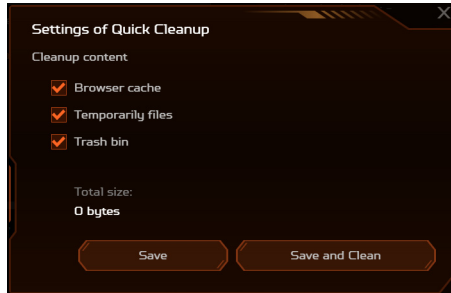 Settings of Quick Cleanup
Cleanup content
Browser cache
Temporarily files
Trash bin
Total size:
0 bytes
Save
Save and Clean